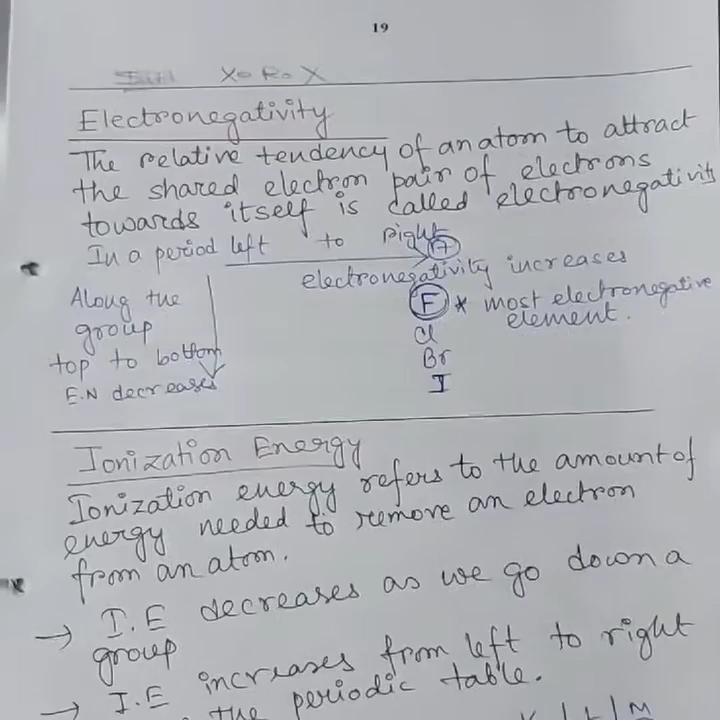 19
X₀ R₀ X
Electronegativity
The relative tendency of an atom to attract
the shared electron pair of electrons
towards itself is called electronegativity
In a period left to right
electronegativity increases
Along the
group
top to bottom
E.N decreases
F * most electronegative
element.
Cl
Br
I
Ionization Energy
Ionization energy refers to the amount of
energy needed to remove an electron
from an atom.
→ I.E decreases as we go down a
group
→ I.E increases from left to right
the periodic table.